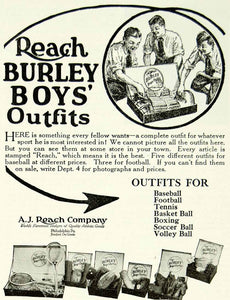 Reach
BURLEY
BOYS'
Outfits
HERE is something every fellow wants—a complete outfit for whatever
sport he is most interested in! We cannot picture all the outfits here.
But you can see them at some store in your town. Every article is
stamped "Reach," which means it is the best. Five different outfits for
baseball at different prices. Three for football. If you can't find them
on sale, write Dept. 4 for photographs and prices.
OUTFITS FOR
Baseball
Football
Tennis
Basket Ball
Boxing
Soccer Ball
Volley Ball
A.J. Reach Company
Philadelphia, Pa.